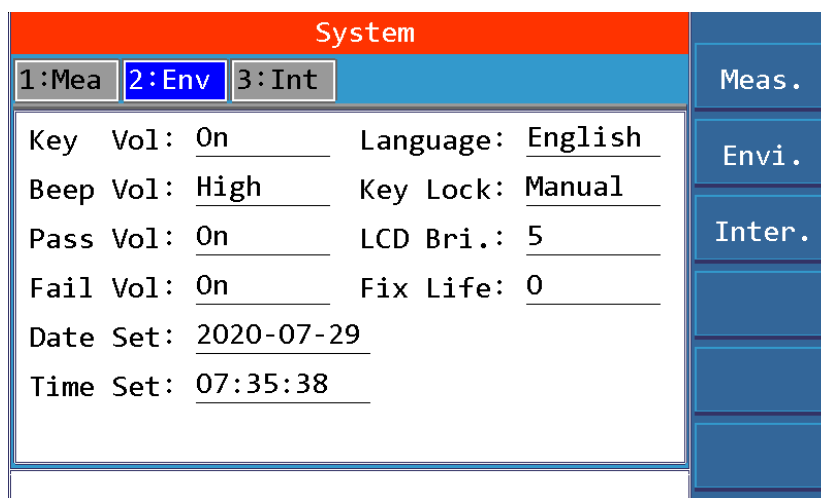 System
1:Mea 2:Env 3:Int
Key Vol: On Language: English
Beep Vol: High Key Lock: Manual
Pass Vol: On LCD Bri.: 5
Fail Vol: On Fix Life: 0
Date Set: 2020-07-29
Time Set: 07:35:38
Meas.
Envi.
Inter.